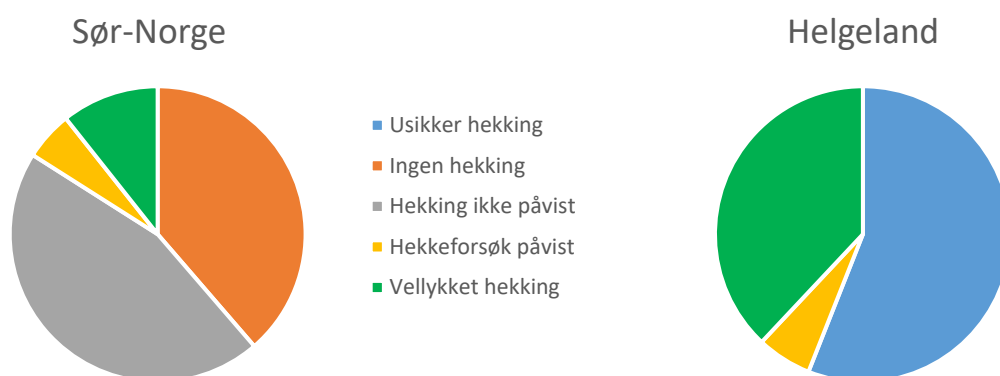 Sør-Norge
Helgeland
Usikker hekking
Ingen hekking
Hekking ikke påvist
Hekkeforsøk påvist
Vellykket hekking